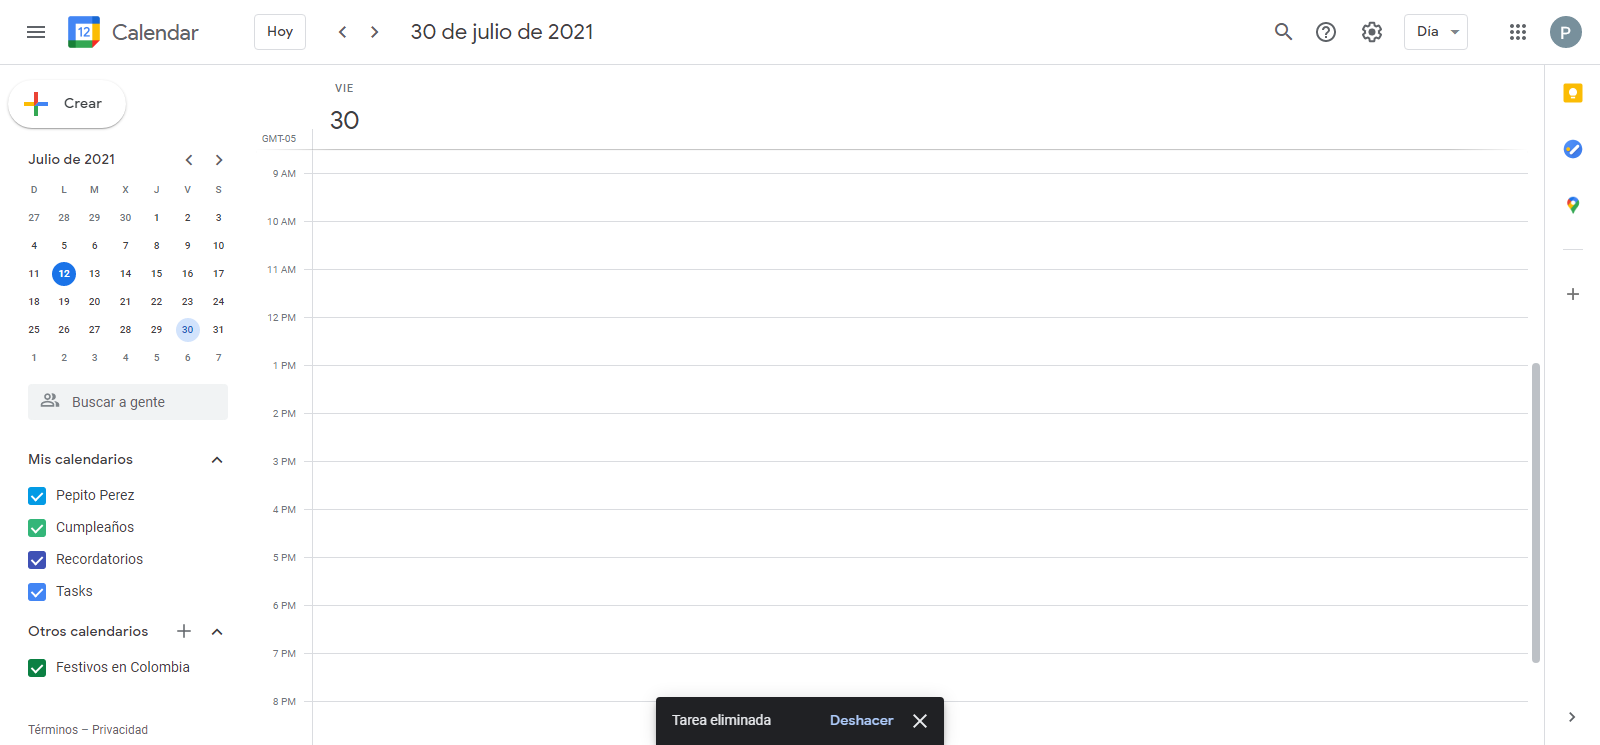 12 Calendar Hoy 30 de julio de 2021 Día P
Crear
Julio de 2021
D L M X J V S
27 28 29 30 1 2 3
4 5 6 7 8 9 10
11 12 13 14 15 16 17
18 19 20 21 22 23 24
25 26 27 28 29 30 31
1 2 3 4 5 6 7
Buscar a gente
Mis calendarios
Pepito Perez
Cumpleaños
Recordatorios
Tasks
Otros calendarios
Festivos en Colombia
Términos – Privacidad
VIE
30
GMT-05
9 AM
10 AM
11 AM
12 PM
1 PM
2 PM
3 PM
4 PM
5 PM
6 PM
7 PM
8 PM
Tarea eliminada Deshacer